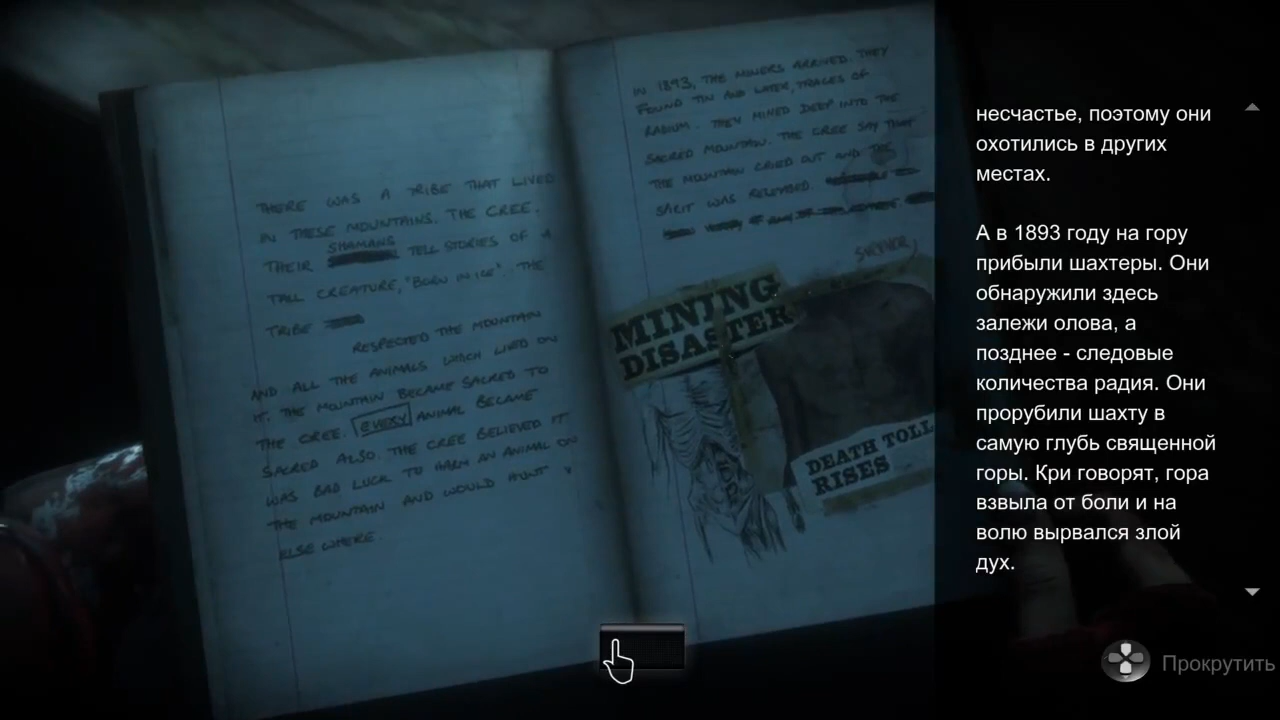 THERE WAS A TRIBE THAT LIVED
IN THESE MOUNTAINS. THE CREE.
SHAMANS
THEIR TELL STORIES OF A
TALL CREATURE, "BORN IN ICE". THE
TRIBE
RESPECTED THE MOUNTAIN
AND ALL THE ANIMALS WHICH LIVED ON
IT. THE MOUNTAIN BECAME SACRED TO
THE CREE. EVERY ANIMAL BECAME
SACRED ALSO. THE CREE BELIEVED IT
WAS BAD LUCK TO HARM AN ANIMAL ON
THE MOUNTAIN AND WOULD HUNT
ELSE WHERE
IN 1893, THE MINERS ARRIVED. THEY
FOUND TIN AND LATER, TRACES OF
RADIUM. THEY MINED DEEP INTO THE
SACRED MOUNTAIN. THE CREE SAY THAT
THE MOUNTAIN CRIED OUT AND THE
SPIRIT WAS RELEASED.
SURVIVOR
MINING
DISASTER
DEATH TOLL
RISES
несчастье, поэтому они
охотились в других
местах.
А в 1893 году на гору
прибыли шахтеры. Они
обнаружили здесь
залежи олова, а
позднее - следовые
количества радия. Они
прорубили шахту в
самую глубь священной
горы. Кри говорят, гора
взвыла от боли и на
волю вырвался злой
дух.
Прокрутить